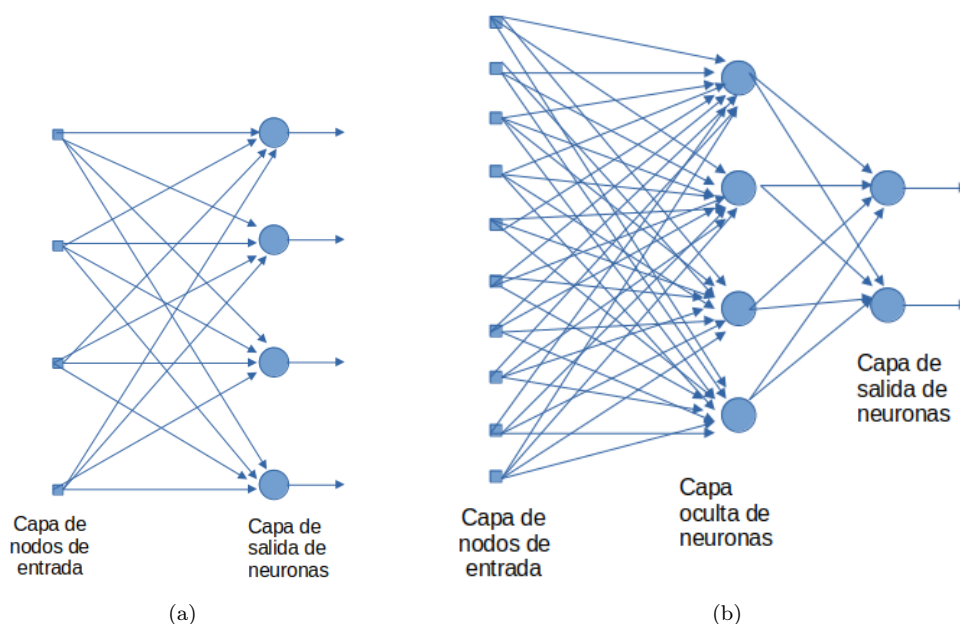 Capa de
nodos de
entrada
Capa de
salida de
neuronas
(a)
Capa de
nodos de
entrada
Capa
oculta de
neuronas
Capa de
salida de
neuronas
(b)